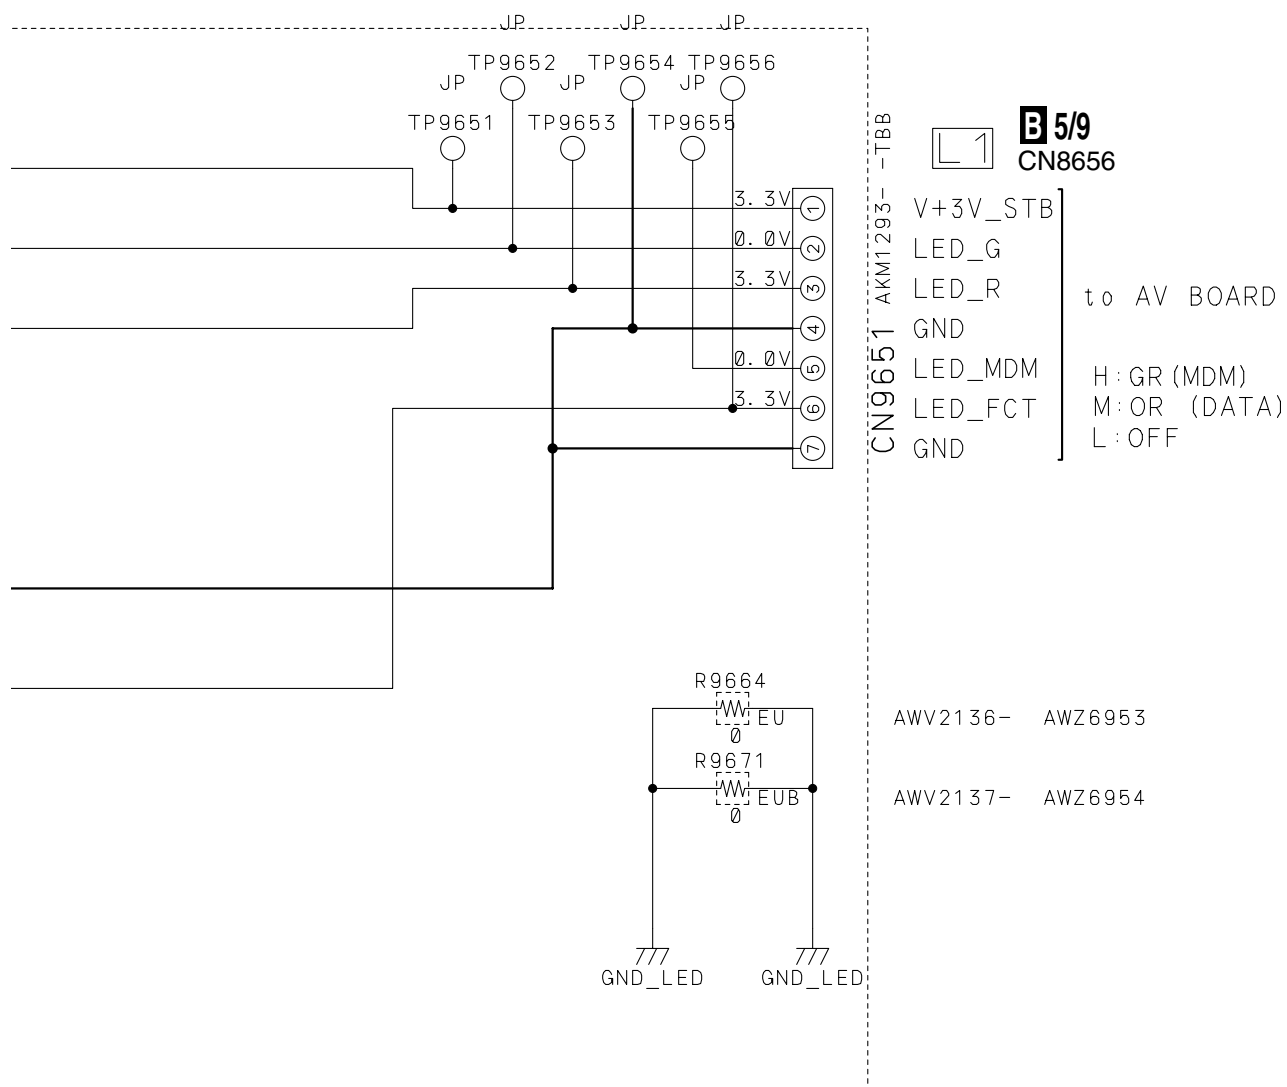 JP JP JP
TP9652 TP9654 TP9656
JP JP JP
TP9651 TP9653 TP9655
AKM1293- -TBB
L1
B 5/9
CN8656
CN9651
3.3V 1 V+3V_STB
0.0V 2 LED_G
3.3V 3 LED_R
4 GND
0.0V 5 LED_MDM
3.3V 6 LED_FCT
7 GND
to AV BOARD
H:GR(MDM)
M:OR (DATA)
L:OFF
R9664
EU
0
AWV2136- AWZ6953
R9671
EUB
0
AWV2137- AWZ6954
GND_LED GND_LED